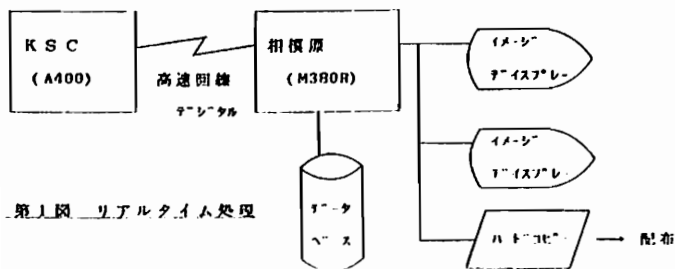 KSC
(A400)
高速回線
デジタル
相模原
(M380R)
イメージ
ディスプレー
イメージ
ディスプレー
データ
ベース
ハードコピー
→ 配布
第1図 リアルタイム処理